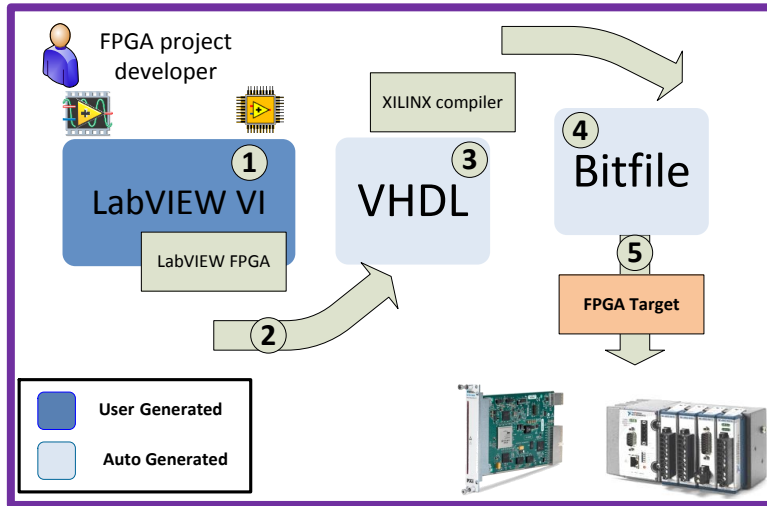 FPGA project
developer
XILINX compiler
1
LabVIEW VI
LabVIEW FPGA
2
3
VHDL
4
Bitfile
5
FPGA Target
User Generated
Auto Generated